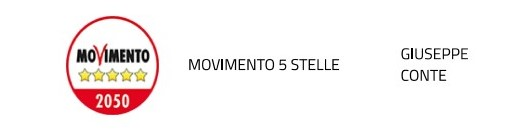 MOVIMENTO
2050
MOVIMENTO 5 STELLE
GIUSEPPE
CONTE